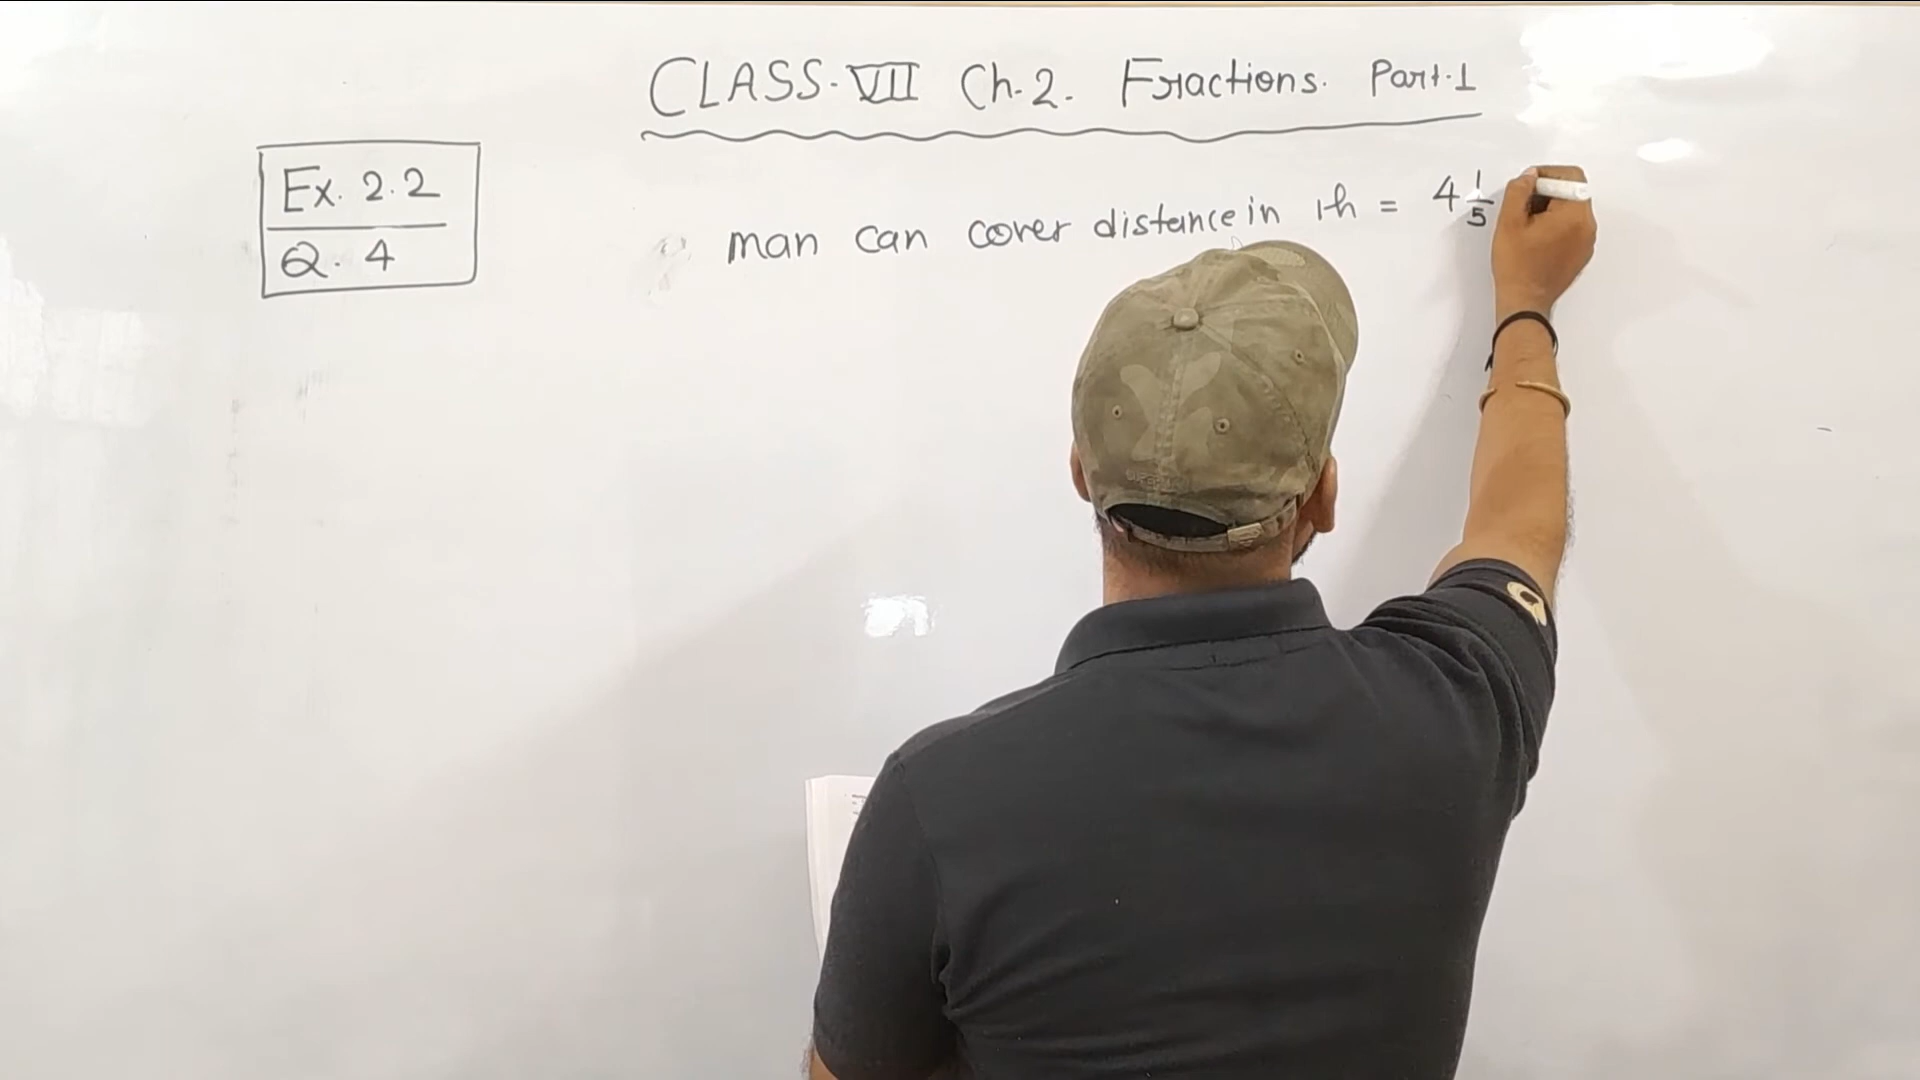 CLASS-VII Ch-2. Fractions. Part-1
Ex. 2.2
Q. 4
man can cover distance in 1h = 4 1/5